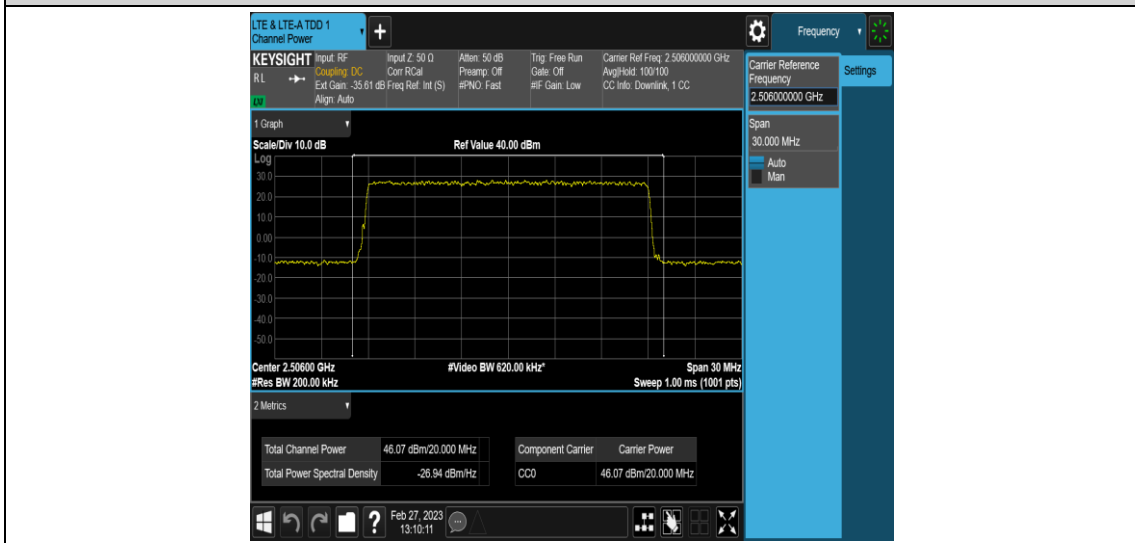 LTE & LTE-A TDD 1
Channel Power
Frequency
KEYSIGHT
R L
LXI
Input: RF
Coupling: DC
Ext Gain: -35.61 dB
Align: Auto
Input Z: 50 Ω
Corr RCal
Freq Ref: Int (S)
Atten: 50 dB
Preamp: Off
#PNO: Fast
Trig: Free Run
Gate: Off
#IF Gain: Low
Carrier Ref Freq: 2.506000000 GHz
Avg|Hold: 100/100
CC Info: Downlink, 1 CC
Carrier Reference
Frequency
2.506000000 GHz
Settings
Span
30.000 MHz
Auto
Man
1 Graph
Scale/Div 10.0 dB
Ref Value 40.00 dBm
Log
30.0
20.0
10.0
0.00
-10.0
-20.0
-30.0
-40.0
-50.0
Center 2.50600 GHz
#Video BW 620.00 kHz*
Span 30 MHz
#Res BW 200.00 kHz
Sweep 1.00 ms (1001 pts)
2 Metrics
Total Channel Power 46.07 dBm/20.000 MHz
Total Power Spectral Density -26.94 dBm/Hz
Component Carrier Carrier Power
CC0 46.07 dBm/20.000 MHz
Feb 27, 2023
13:10:11